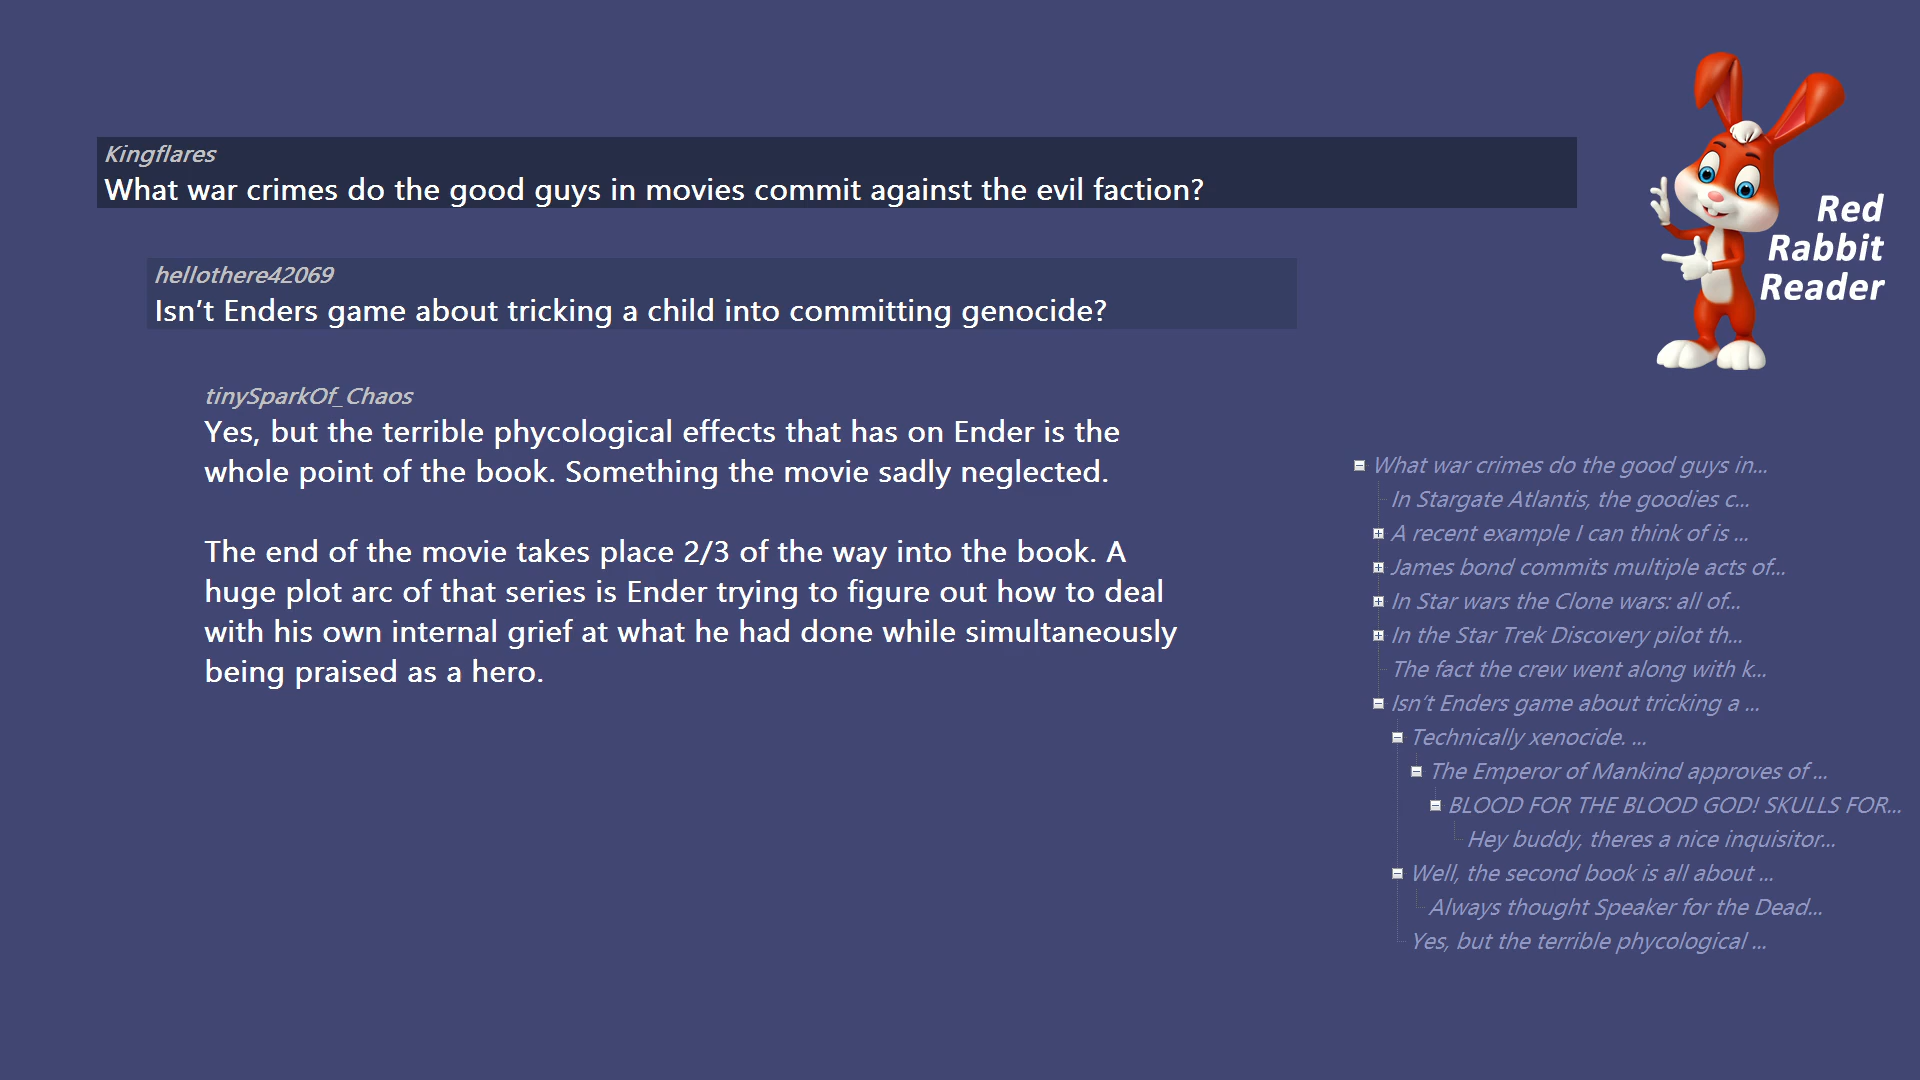 Kingflares
What war crimes do the good guys in movies commit against the evil faction?
hellothere42069
Isn’t Enders game about tricking a child into committing genocide?
tinySparkOf_Chaos
Yes, but the terrible phycological effects that has on Ender is the
whole point of the book. Something the movie sadly neglected.
The end of the movie takes place 2/3 of the way into the book. A
huge plot arc of that series is Ender trying to figure out how to deal
with his own internal grief at what he had done while simultaneously
being praised as a hero.
Red
Rabbit
Reader
What war crimes do the good guys in...
In Stargate Atlantis, the goodies c...
A recent example I can think of is ...
James bond commits multiple acts of...
In Star wars the Clone wars: all of...
In the Star Trek Discovery pilot th...
The fact the crew went along with k...
Isn’t Enders game about tricking a ...
Technically xenocide. ...
The Emperor of Mankind approves of ...
BLOOD FOR THE BLOOD GOD! SKULLS FOR...
Hey buddy, theres a nice inquisitor...
Well, the second book is all about ...
Always thought Speaker for the Dead...
Yes, but the terrible phycological ...